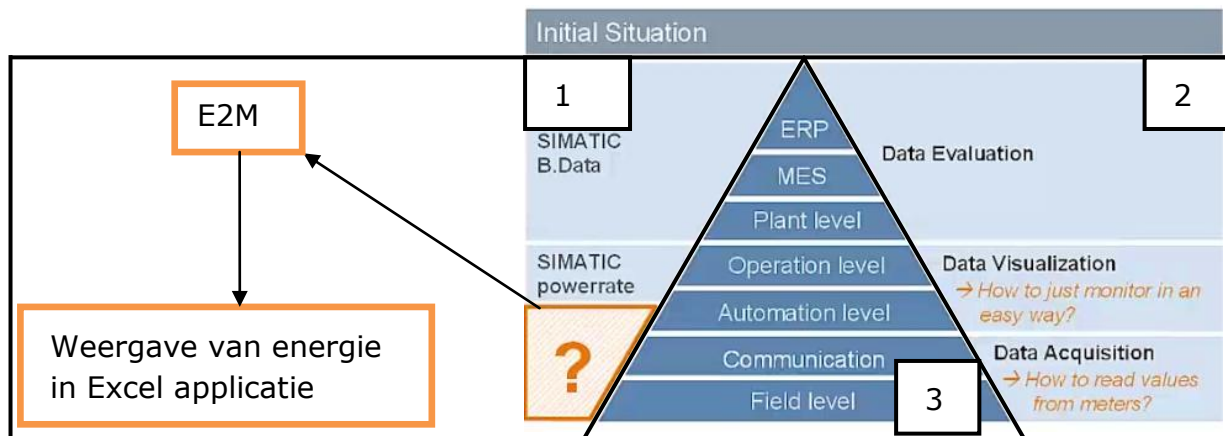 Initial Situation
1
2
E2M
SIMATIC
B.Data
ERP
MES
Plant level
Data Evaluation
SIMATIC
powerrate
Operation level
Automation level
Data Visualization
→ How to just monitor in an
easy way?
Weergave van energie
in Excel applicatie
?
Communication
Field level
3
Data Acquisition
→ How to read values
from meters?